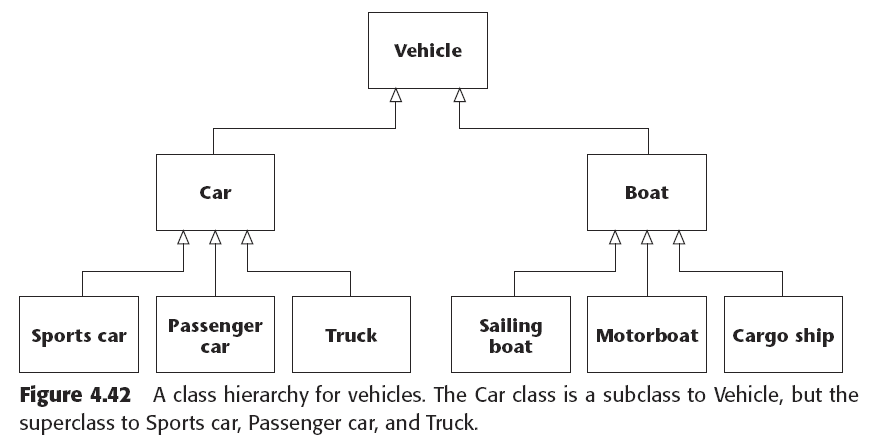 Vehicle
Car
Boat
Sports car
Passenger
car
Truck
Sailing
boat
Motorboat
Cargo ship
Figure 4.42 A class hierarchy for vehicles. The Car class is a subclass to Vehicle, but the
superclass to Sports car, Passenger car, and Truck.